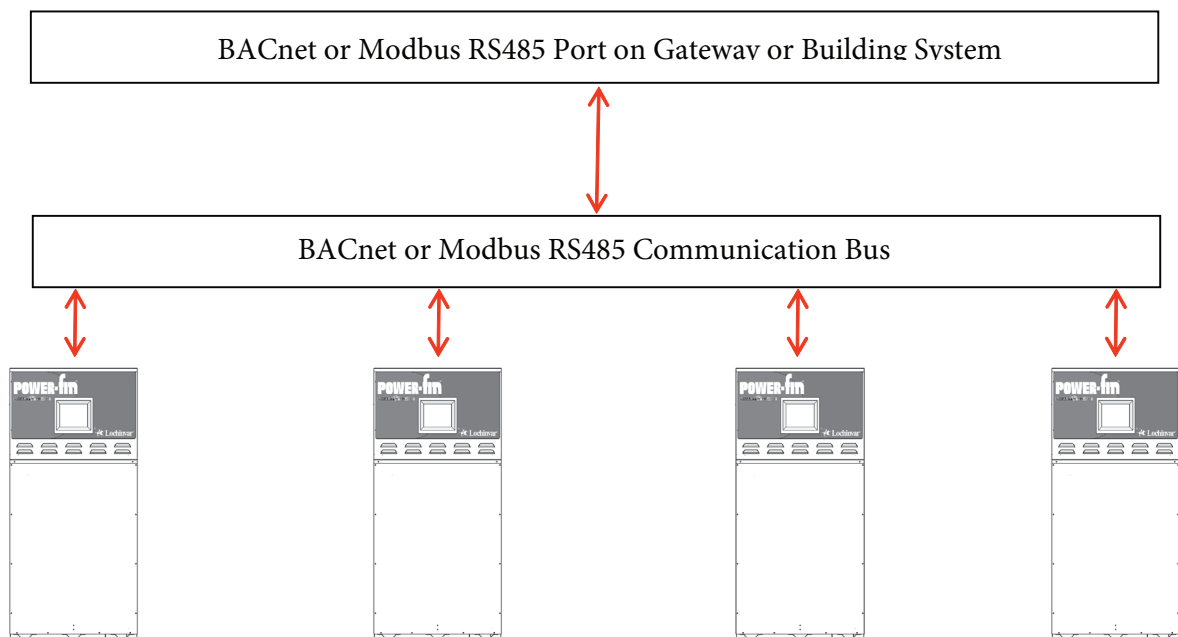 BACnet or Modbus RS485 Port on Gateway or Building System
BACnet or Modbus RS485 Communication Bus
POWER-fin
Lochinvar
POWER-fin
Lochinvar
POWER-fin
Lochinvar
POWER-fin
Lochinvar